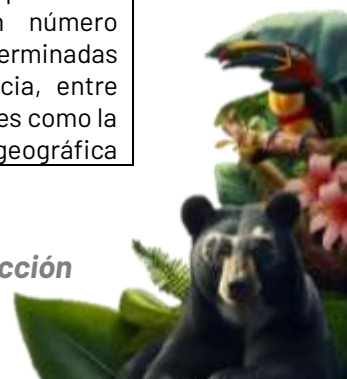 número
erminadas
cia, entre
es como la
geográfica
cción